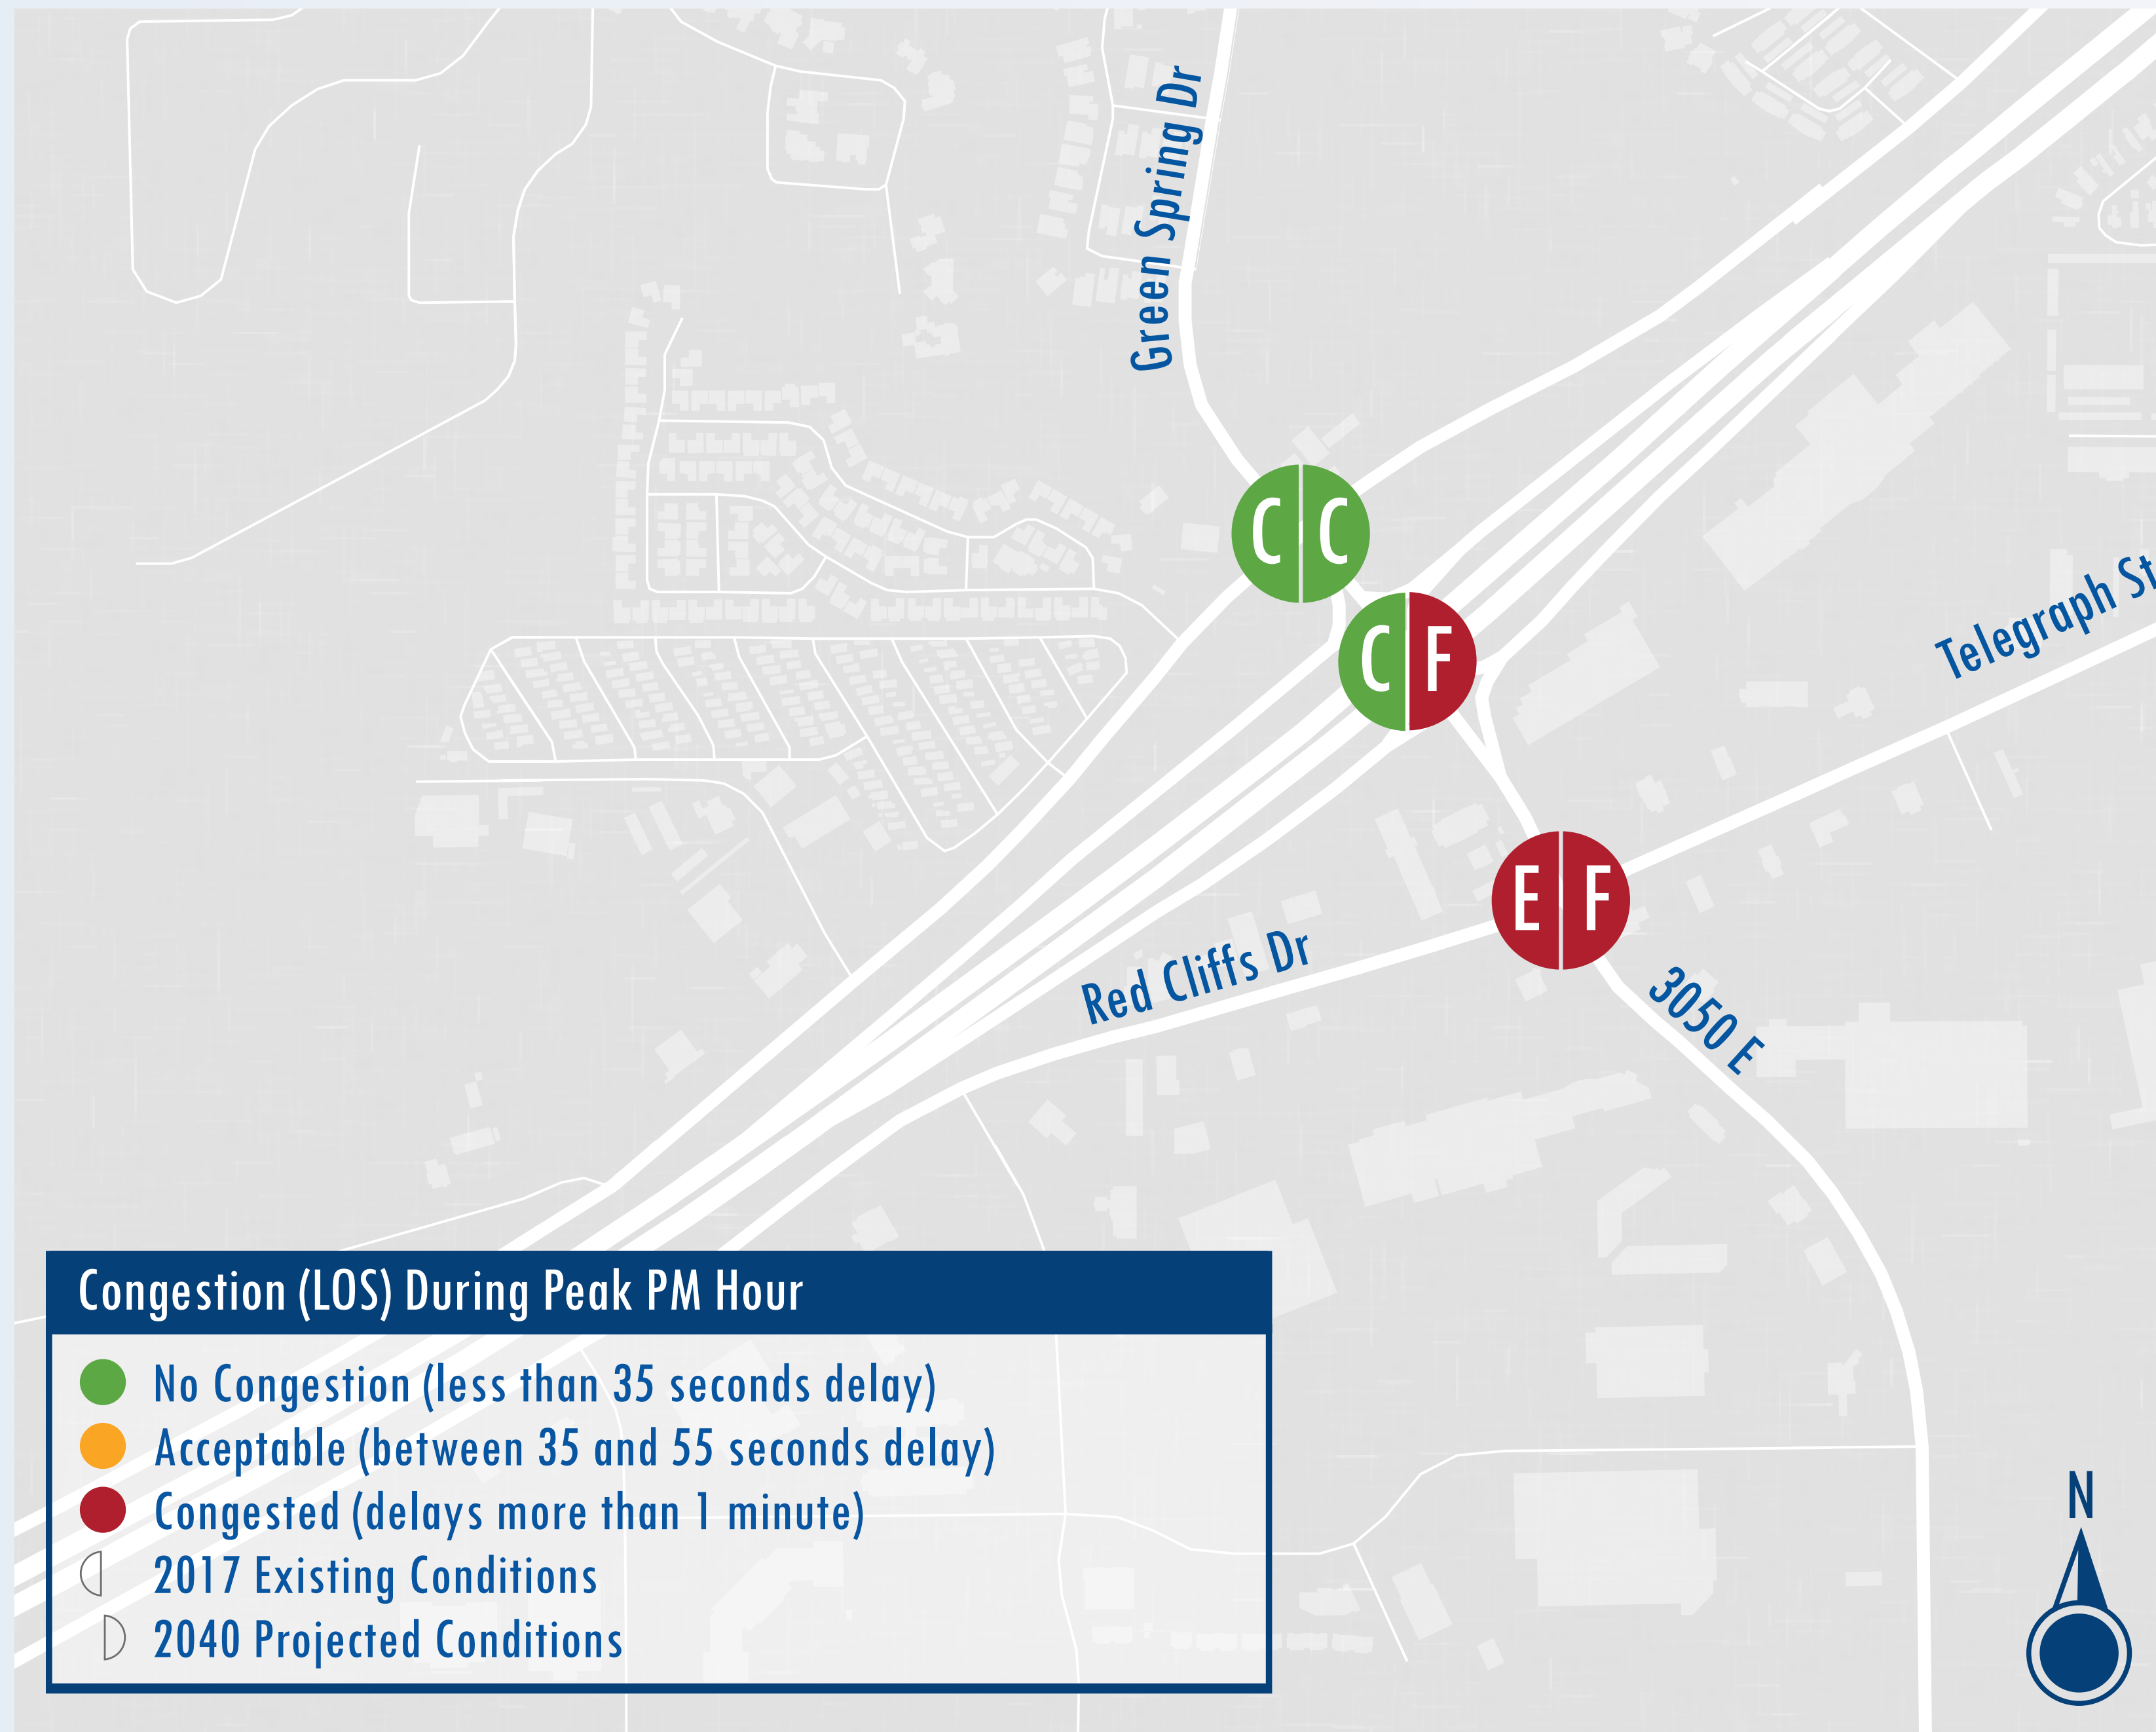 Green Spring Dr
C C
C F
Telegraph St
E F
Red Cliffs Dr
3050 E
Congestion (LOS) During Peak PM Hour
No Congestion (less than 35 seconds delay)
Acceptable (between 35 and 55 seconds delay)
Congested (delays more than 1 minute)
2017 Existing Conditions
2040 Projected Conditions
N